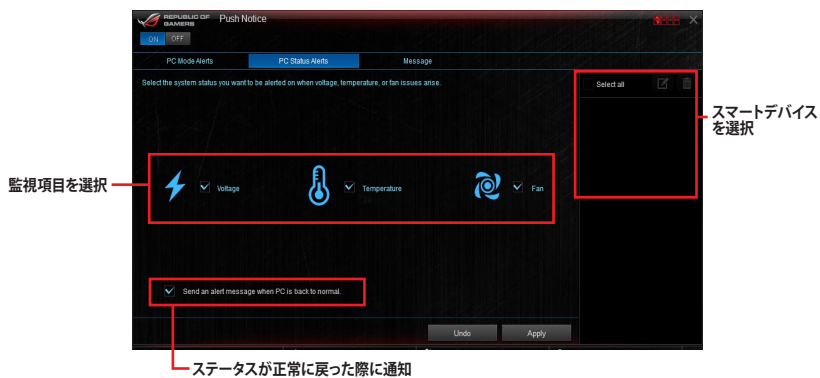 REPUBLIC OF
GAMERS
Push Notice
ON OFF
PC Mode Alerts PC Status Alerts Message
Select the system status you want to be alerted on when voltage, temperature, or fan issues arise.
Select all
スマートデバイス
を選択
監視項目を選択
Voltage Temperature Fan
Send an alert message when PC is back to normal.
Undo Apply
ステータスが正常に戻った際に通知